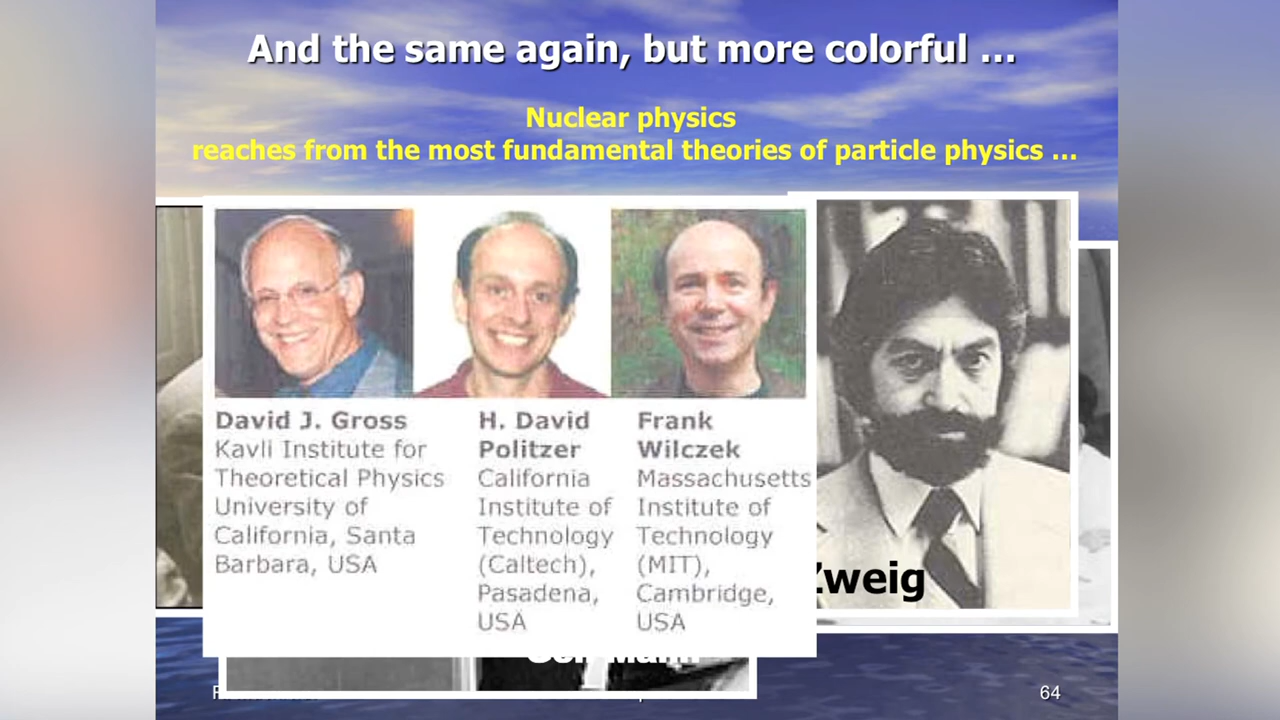 And the same again, but more colorful ...
Nuclear physics
reaches from the most fundamental theories of particle physics ...
David J. Gross
Kavli Institute for
Theoretical Physics
University of
California, Santa
Barbara, USA
H. David
Politzer
California
Institute of
Technology
(Caltech),
Pasadena,
USA
Frank
Wilczek
Massachusetts
Institute of
Technology
(MIT),
Cambridge,
USA
Zweig
64